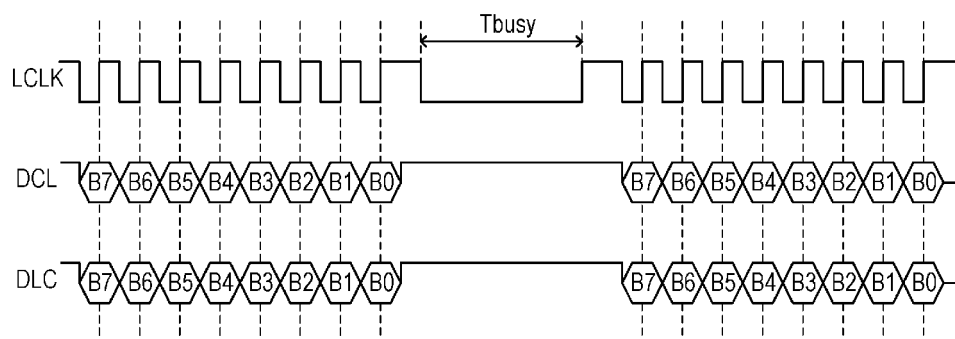 Tbusy
LCLK
DCL B7 B6 B5 B4 B3 B2 B1 B0 B7 B6 B5 B4 B3 B2 B1 B0
DLC B7 B6 B5 B4 B3 B2 B1 B0 B7 B6 B5 B4 B3 B2 B1 B0